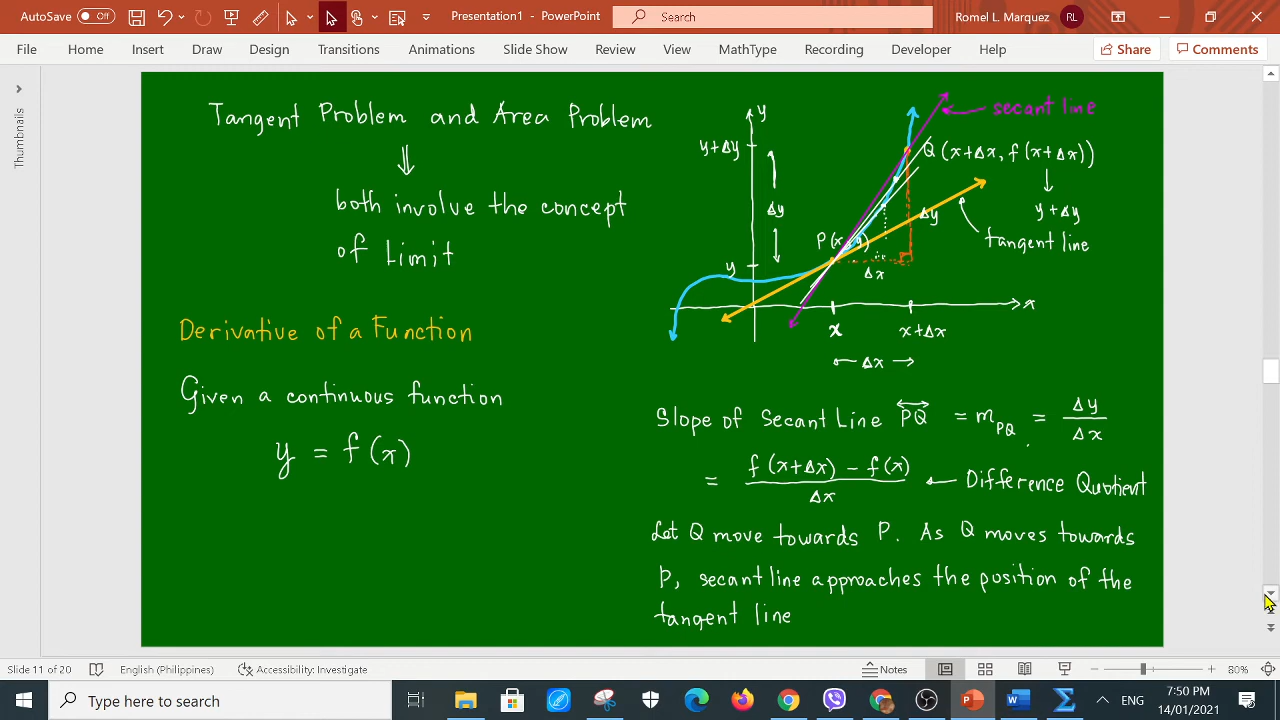 AutoSave Off
Presentation1 - PowerPoint
Search
Romel L. Marquez RL
File Home Insert Draw Design Transitions Animations Slide Show Review View MathType Recording Developer Help Share Comments
Thumbnails
Tangent Problem and Area Problem
⇓
both involve the concept
of Limit
Derivative of a Function
Given a continuous function
y = f(x)
y
secant line
y+Δy
Q (x+Δx, f(x+Δx))
↓
y+Δy
Δy
Δy
P(x, y)
tangent line
y
Δx
x
x
x+Δx
Δx
Slope of Secant Line PQ = m PQ = Δy/Δx
= f(x+Δx) − f(x) / Δx ← Difference Quotient
Let Q move towards P. As Q moves towards
P, secant line approaches the position of the
tangent line
Slide 11 of 20 English (Philippines) Accessibility: Investigate Notes 80%
Type here to search
ENG
7:50 PM
14/01/2021